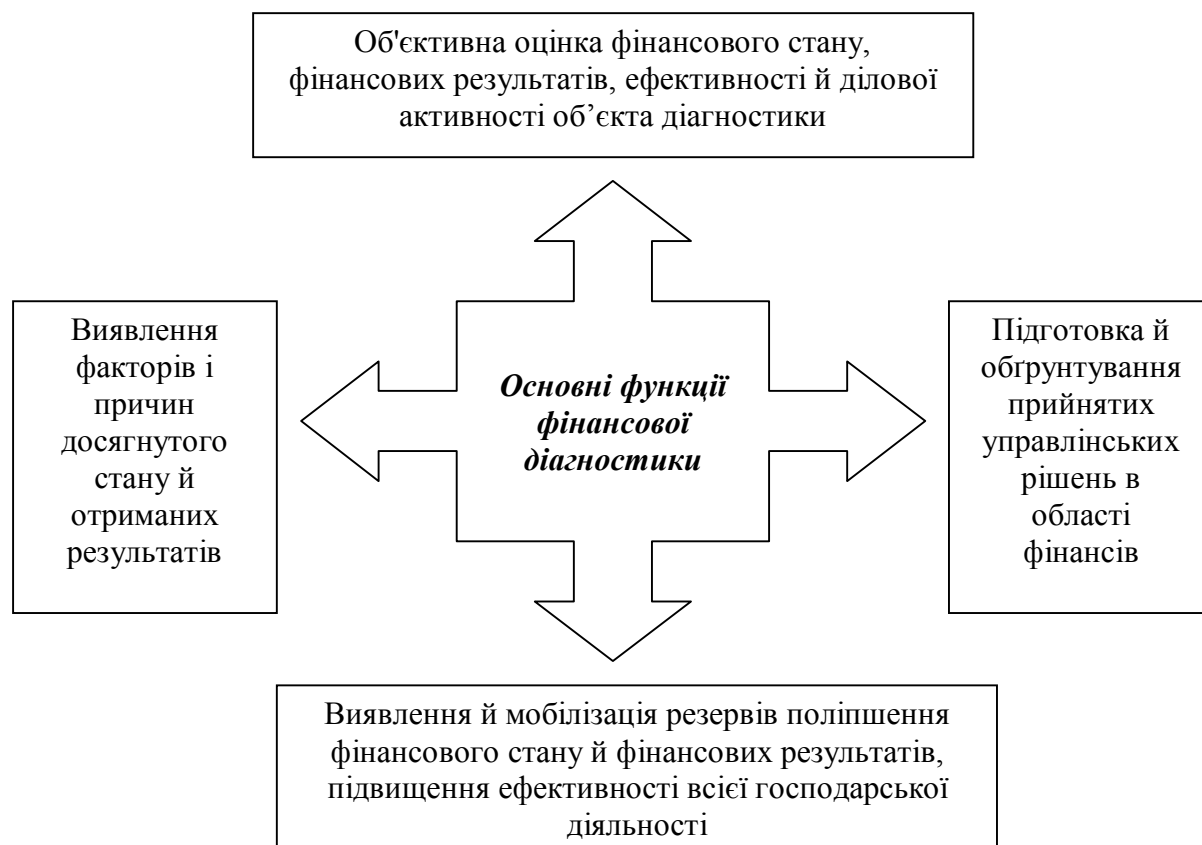 Об'єктивна оцінка фінансового стану,
фінансових результатів, ефективності й ділової
активності об’єкта діагностики
Виявлення
факторів і
причин
досягнутого
стану й
отриманих
результатів
Основні функції
фінансової
діагностики
Підготовка й
обґрунтування
прийнятих
управлінських
рішень в
області
фінансів
Виявлення й мобілізація резервів поліпшення
фінансового стану й фінансових результатів,
підвищення ефективності всієї господарської
діяльності